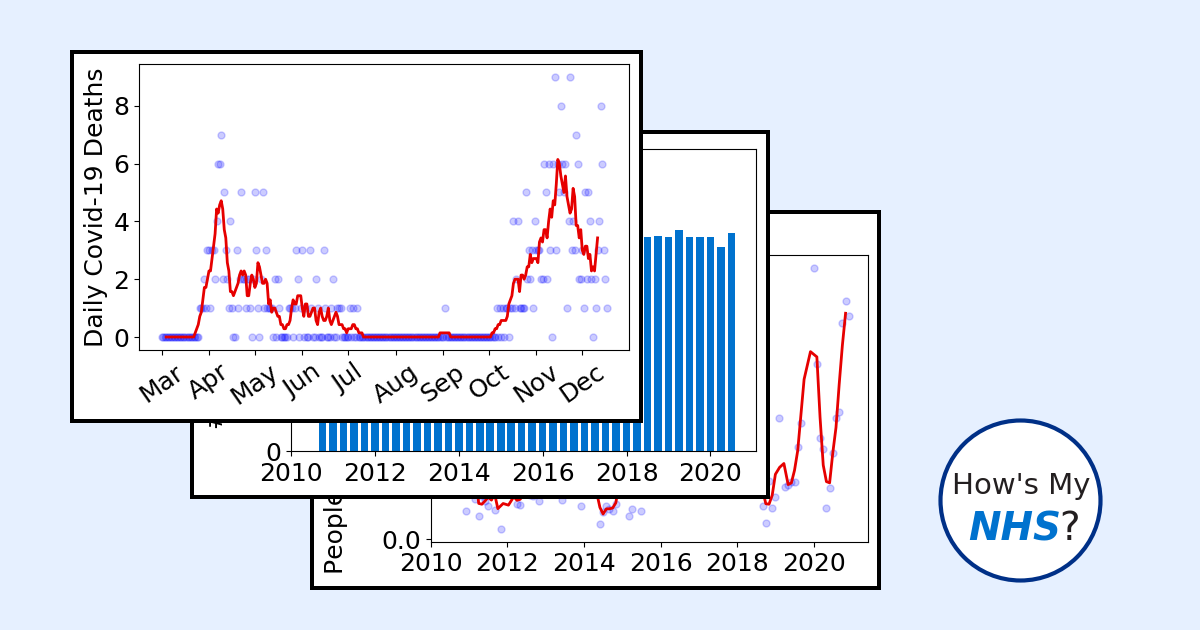 Daily Covid-19 Deaths
8
6
4
2
0
Mar Apr May Jun Jul Aug Sep Oct Nov Dec
0
2010 2012 2014 2016 2018 2020
People
0.0
2010 2012 2014 2016 2018 2020
How's My
NHS?